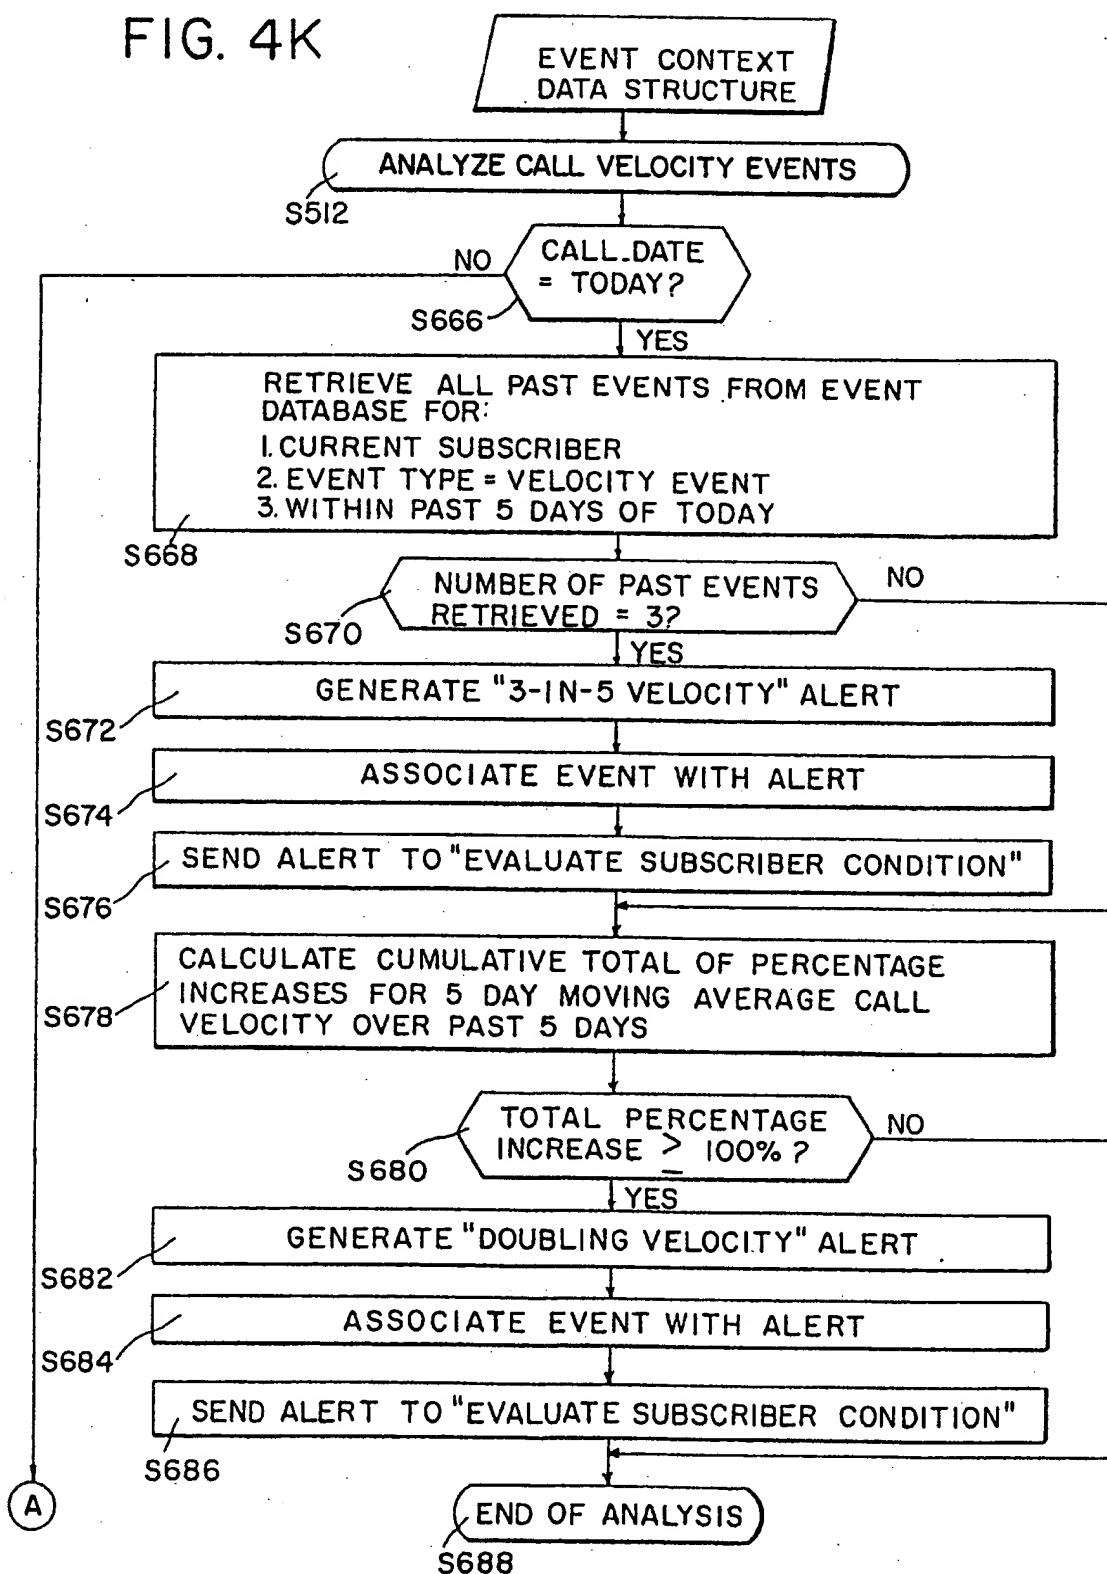 FIG. 4K
EVENT CONTEXT
DATA STRUCTURE
ANALYZE CALL VELOCITY EVENTS
S512
CALL_DATE
= TODAY?
NO
S666
YES
RETRIEVE ALL PAST EVENTS FROM EVENT
DATABASE FOR:
1. CURRENT SUBSCRIBER
2. EVENT TYPE = VELOCITY EVENT
3. WITHIN PAST 5 DAYS OF TODAY
S668
NUMBER OF PAST EVENTS
RETRIEVED = 3?
NO
S670
YES
GENERATE "3-IN-5 VELOCITY" ALERT
S672
ASSOCIATE EVENT WITH ALERT
S674
SEND ALERT TO "EVALUATE SUBSCRIBER CONDITION"
S676
CALCULATE CUMULATIVE TOTAL OF PERCENTAGE
INCREASES FOR 5 DAY MOVING AVERAGE CALL
VELOCITY OVER PAST 5 DAYS
S678
TOTAL PERCENTAGE
INCREASE ≥ 100% ?
NO
S680
YES
GENERATE "DOUBLING VELOCITY" ALERT
S682
ASSOCIATE EVENT WITH ALERT
S684
SEND ALERT TO "EVALUATE SUBSCRIBER CONDITION"
S686
A
END OF ANALYSIS
S688